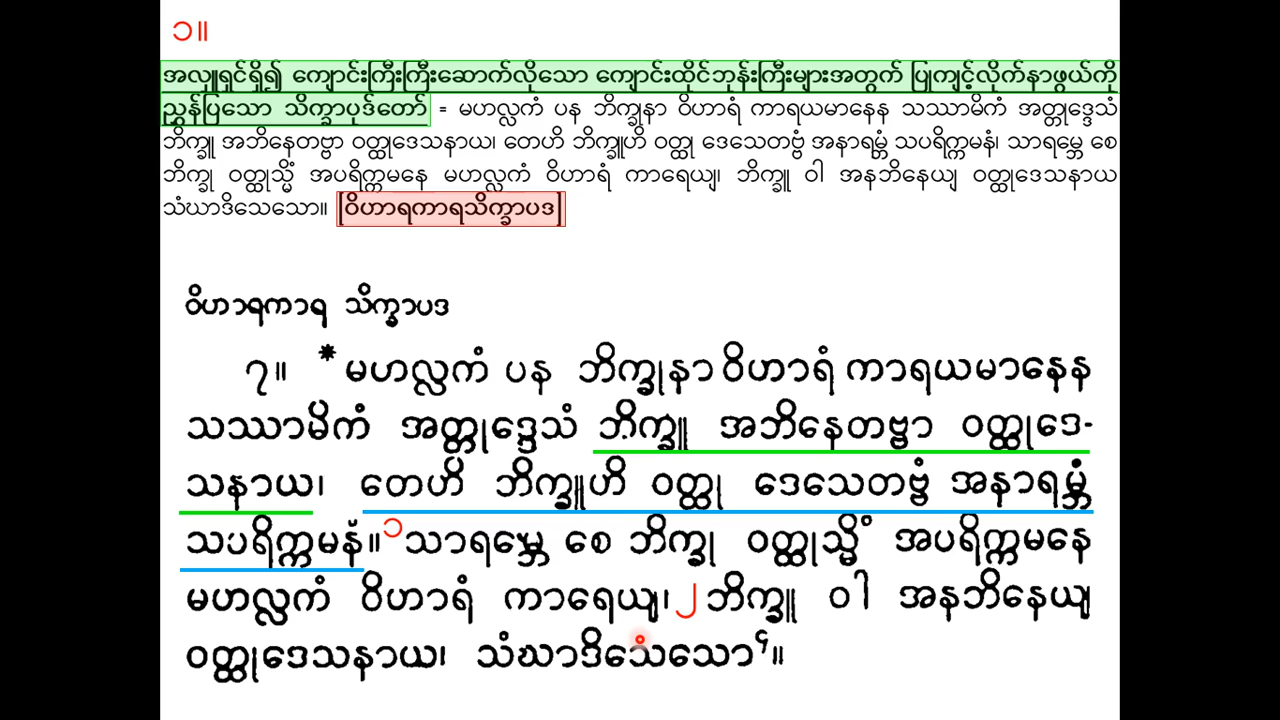 ၁။
အလှူရှင်ရှိ၍ ကျောင်းကြီးကြီးဆောက်လိုသော ကျောင်းထိုင်ဘုန်းကြီးများအတွက် ပြုကျင့်လိုက်နာဖွယ်ကို
ညွှန်ပြသော သိက္ခာပုဒ်တော် = မဟလ္လကံ ပန ဘိက္ခုနာ ဝိဟာရံ ကာရယမာနေန သဿာမိကံ အတ္တုဒ္ဒေသံ
ဘိက္ခူ အဘိနေတဗ္ဗာ ဝတ္ထုဒေသနာယ၊ တေဟိ ဘိက္ခူဟိ ဝတ္ထု ဒေသေတဗ္ဗံ အနာရမ္ဘံ သပရိက္ကမနံ၊ သာရမ္ဘေ စေ
ဘိက္ခု ဝတ္ထုသ္မိံ အပရိက္ကမနေ မဟလ္လကံ ဝိဟာရံ ကာရေယျ၊ ဘိက္ခူ ဝါ အနဘိနေယျ ဝတ္ထုဒေသနာယ
သံဃာဒိသေသော။ [ဝိဟာရကာရသိက္ခာပဒ]
ဝိဟာရကာရ သိက္ခာပဒ
၇။ *မဟလ္လကံ ပန ဘိက္ခုနာ ဝိဟာရံ ကာရယမာနေန
သဿာမိကံ အတ္တုဒ္ဒေသံ ဘိက္ခူ အဘိနေတဗ္ဗာ ဝတ္ထုဒေ-
သနာယ၊ တေဟိ ဘိက္ခူဟိ ဝတ္ထု ဒေသေတဗ္ဗံ အနာရမ္ဘံ
သပရိက္ကမနံ။ ၁ သာရမ္ဘေ စေ ဘိက္ခု ဝတ္ထုသ္မိံ အပရိက္ကမနေ
မဟလ္လကံ ဝိဟာရံ ကာရေယျ၊ ၂ ဘိက္ခူ ဝါ အနဘိနေယျ
ဝတ္ထုဒေသနာယ၊ သံဃာဒိသေသော၄။